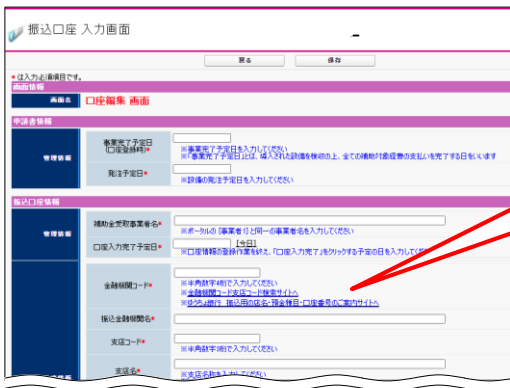 振込口座 入力画面
戻る
保存
* は入力必須項目です。
画面情報
画面名
口座編集 画面
申請者情報
管理情報
事業完了予定日
(口座登録時)*
※事業完了予定日を入力してください
※「事業完了予定日」とは、導入された設備を検収の上、全ての補助対象経費の支払いを完了する日をいいます
発注予定日*
※設備の発注予定日を入力してください
振込口座情報
管理情報
補助金受取事業者名*
※ポータルの [事業者1]と同一の事業者名を入力してください
口座入力完了予定日*
[今日]
※口座情報の登録作業を終え、「口座入力完了」をクリックする予定の日を入力してください
金融機関コード*
※半角数字4桁で入力してください
※金融機関コード支店コード検索サイトへ
※ゆうちょ銀行 振込用の店名・預金種目・口座番号のご案内サイトへ
振込金融機関名*
支店コード*
※半角数字3桁で入力してください
支店名*
※支店名称を入力してください